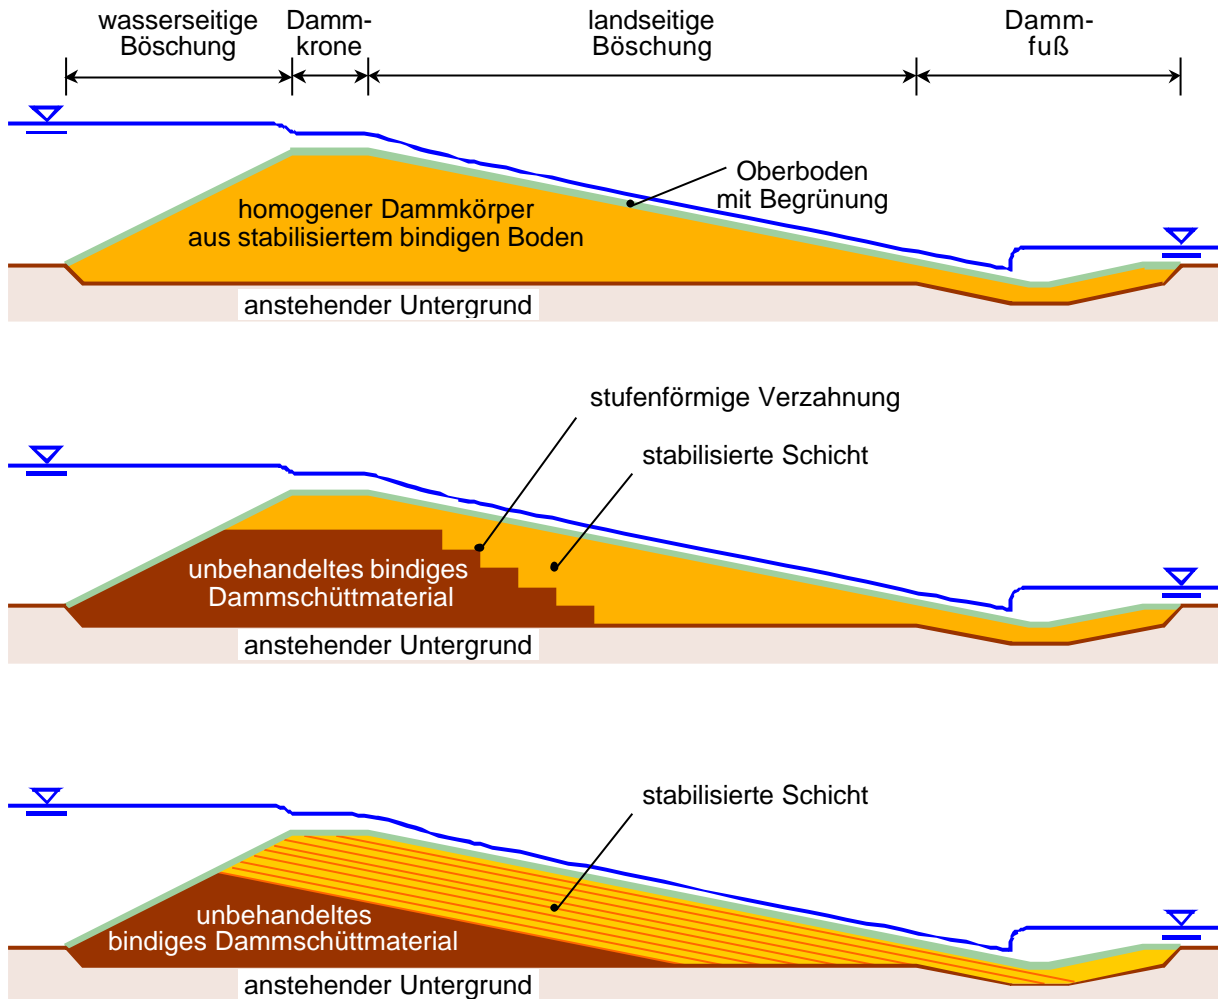 wasserseitige
Böschung
Damm-
krone
landseitige
Böschung
Damm-
fuß
Oberboden
mit Begrünung
homogener Dammkörper
aus stabilisiertem bindigen Boden
anstehender Untergrund
stufenförmige Verzahnung
stabilisierte Schicht
unbehandeltes bindiges
Dammschüttmaterial
anstehender Untergrund
stabilisierte Schicht
unbehandeltes
bindiges Dammschüttmaterial
anstehender Untergrund